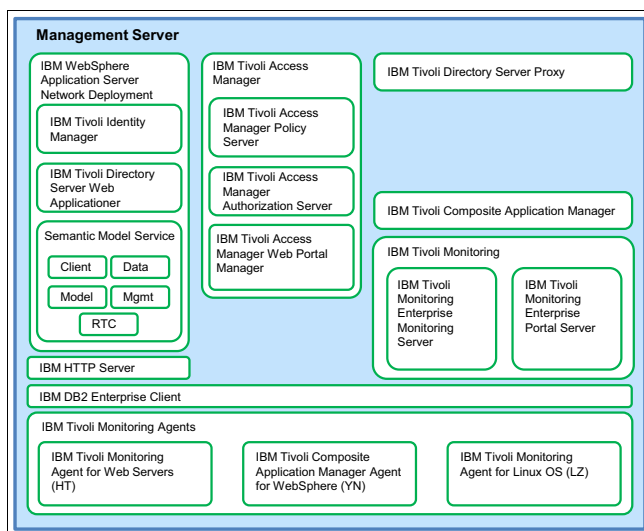 Management Server
IBM WebSphere
Application Server
Network Deployment
IBM Tivoli Identity
Manager
IBM Tivoli Directory
Server Web
Applicationer
Semantic Model Service
Client
Data
Model
Mgmt
RTC
IBM HTTP Server
IBM Tivoli Access
Manager
IBM Tivoli Access
Manager Policy
Server
IBM Tivoli Access
Manager
Authorization Server
IBM Tivoli Access
Manager Web Portal
Manager
IBM Tivoli Directory Server Proxy
IBM Tivoli Composite Application Manager
IBM Tivoli Monitoring
IBM Tivoli
Monitoring
Enterprise
Monitoring
Server
IBM Tivoli
Monitoring
Enterprise
Portal Server
IBM DB2 Enterprise Client
IBM Tivoli Monitoring Agents
IBM Tivoli Monitoring
Agent for Web Servers
(HT)
IBM Tivoli Composite
Application Manager Agent
for WebSphere (YN)
IBM Tivoli Monitoring
Agent for Linux OS (LZ)